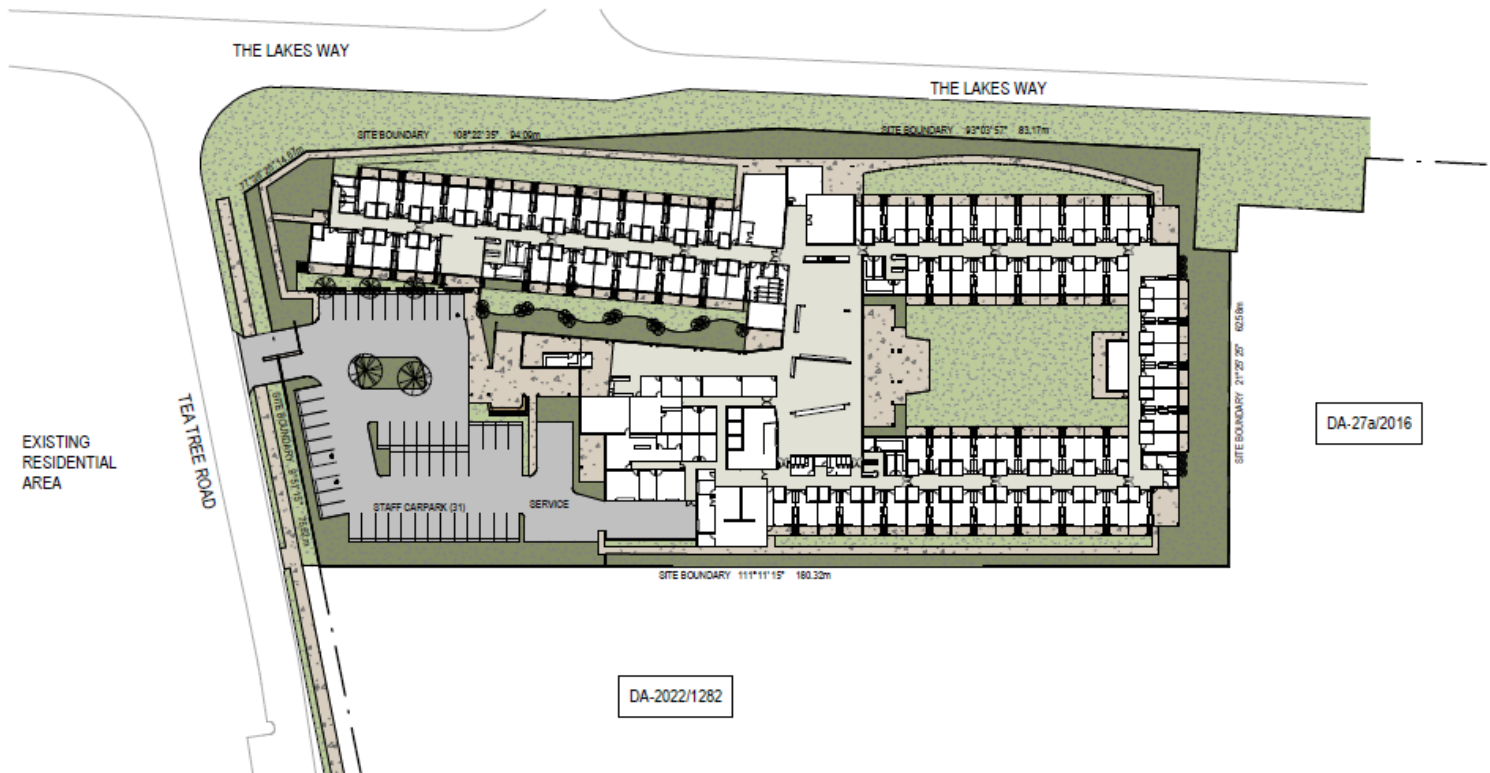 THE LAKES WAY
THE LAKES WAY
SITE BOUNDARY 108°22'35" 94.09m
SITE BOUNDARY 93°03'57" 83.17m
SITE BOUNDARY 21°25'25" 62.58m
DA-27a/2016
TEA TREE ROAD
EXISTING
RESIDENTIAL
AREA
SITE BOUNDARY
STAFF CARPARK (31)
SERVICE
SITE BOUNDARY 111°11'15" 180.32m
DA-2022/1282